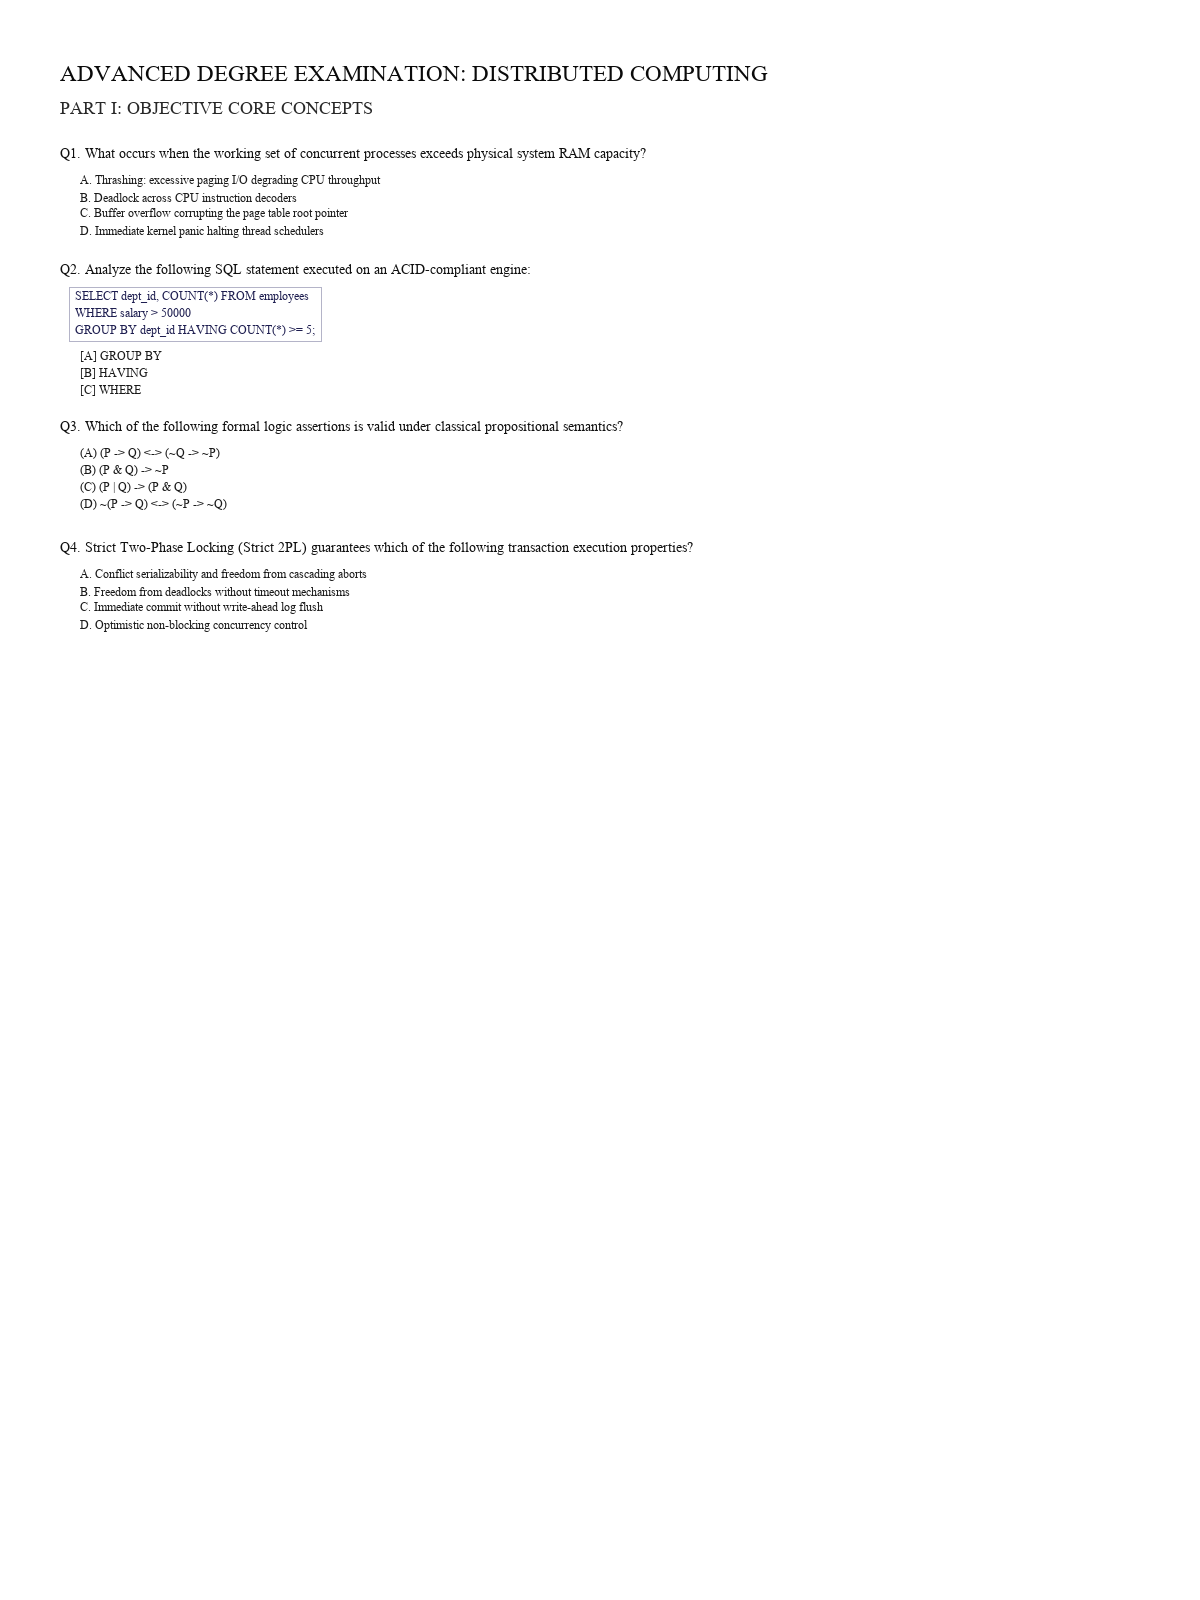 ADVANCED DEGREE EXAMINATION: DISTRIBUTED COMPUTING
PART I: OBJECTIVE CORE CONCEPTS
Q1. What occurs when the working set of concurrent processes exceeds physical system RAM capacity?
A. Thrashing: excessive paging I/O degrading CPU throughput
B. Deadlock across CPU instruction decoders
C. Buffer overflow corrupting the page table root pointer
D. Immediate kernel panic halting thread schedulers
Q2. Analyze the following SQL statement executed on an ACID-compliant engine:
SELECT dept_id, COUNT(*) FROM employees
WHERE salary > 50000
GROUP BY dept_id HAVING COUNT(*) >= 5;
[A] GROUP BY
[B] HAVING
[C] WHERE
Q3. Which of the following formal logic assertions is valid under classical propositional semantics?
(A) (P -> Q) <-> (~Q -> ~P)
(B) (P & Q) -> ~P
(C) (P | Q) -> (P & Q)
(D) ~(P -> Q) <-> (~P -> ~Q)
Q4. Strict Two-Phase Locking (Strict 2PL) guarantees which of the following transaction execution properties?
A. Conflict serializability and freedom from cascading aborts
B. Freedom from deadlocks without timeout mechanisms
C. Immediate commit without write-ahead log flush
D. Optimistic non-blocking concurrency control